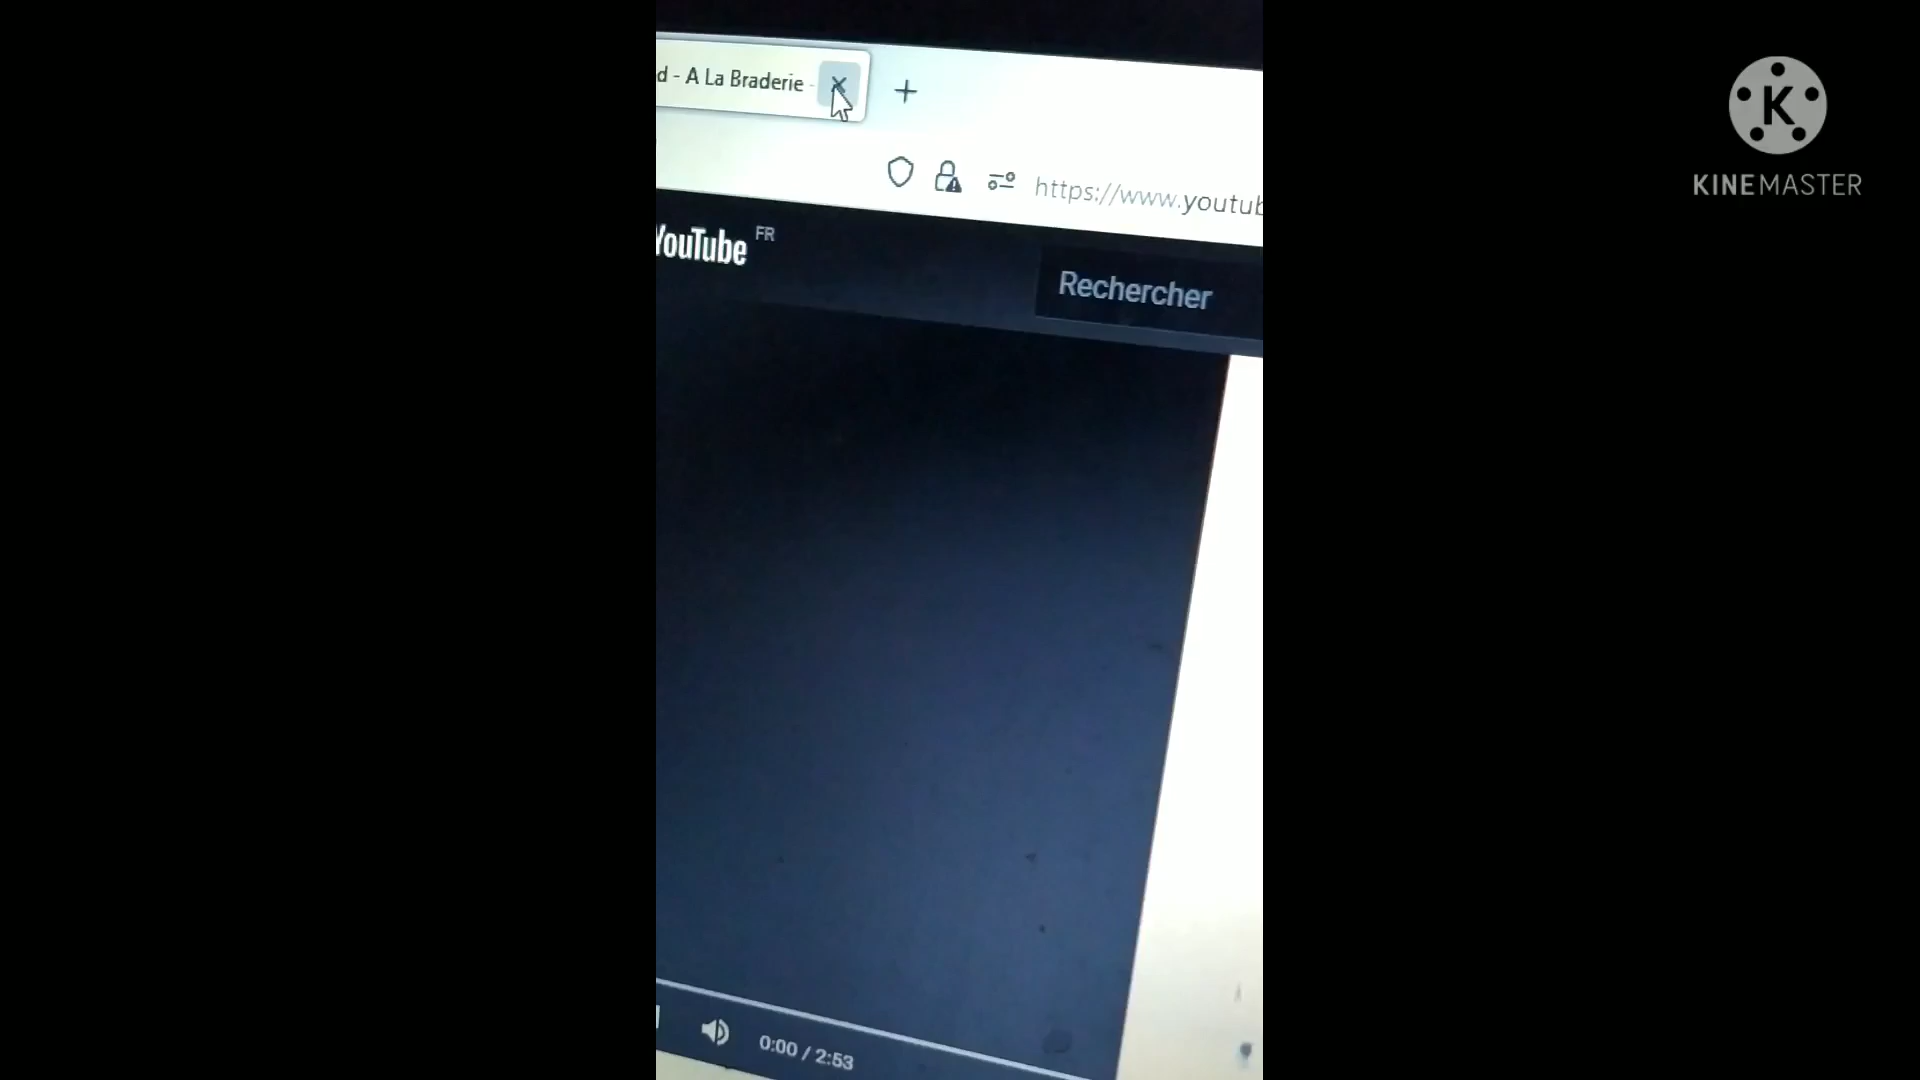 d - A La Braderie -
https://www.youtub
YouTube FR
Rechercher
0:00 / 2:53
K
KINEMASTER